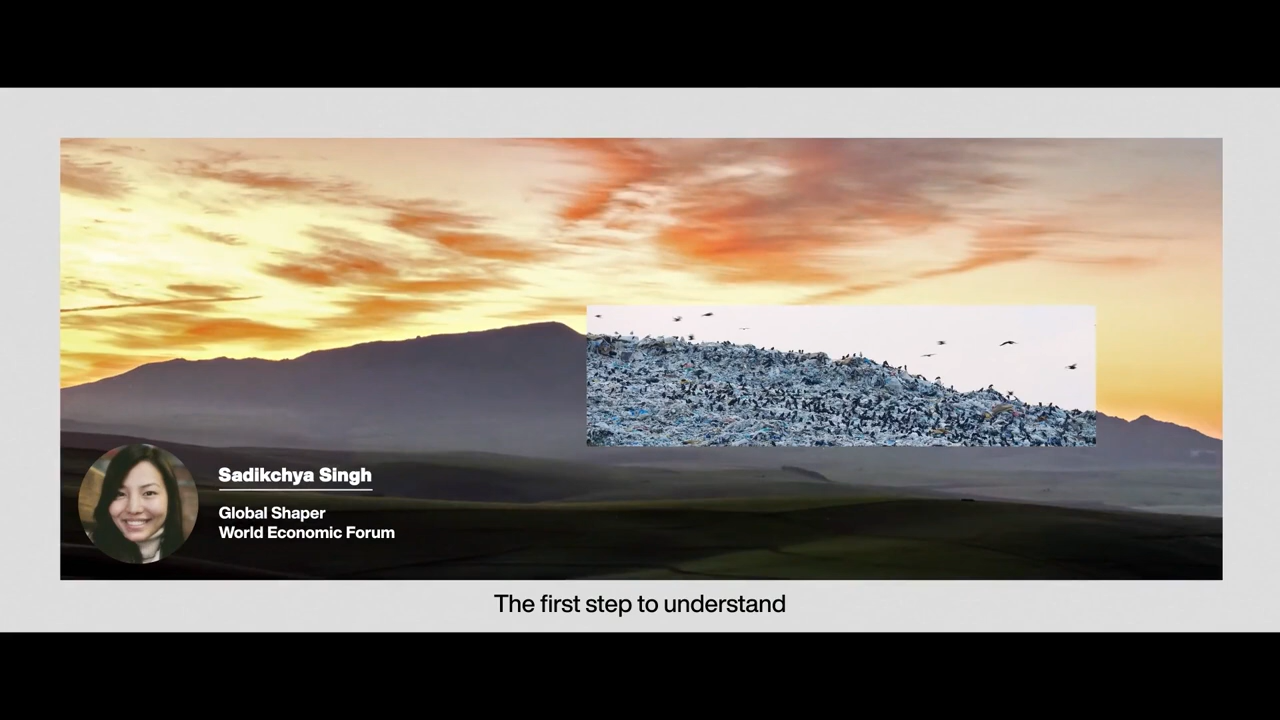 Sadikchya Singh
Global Shaper
World Economic Forum
The first step to understand